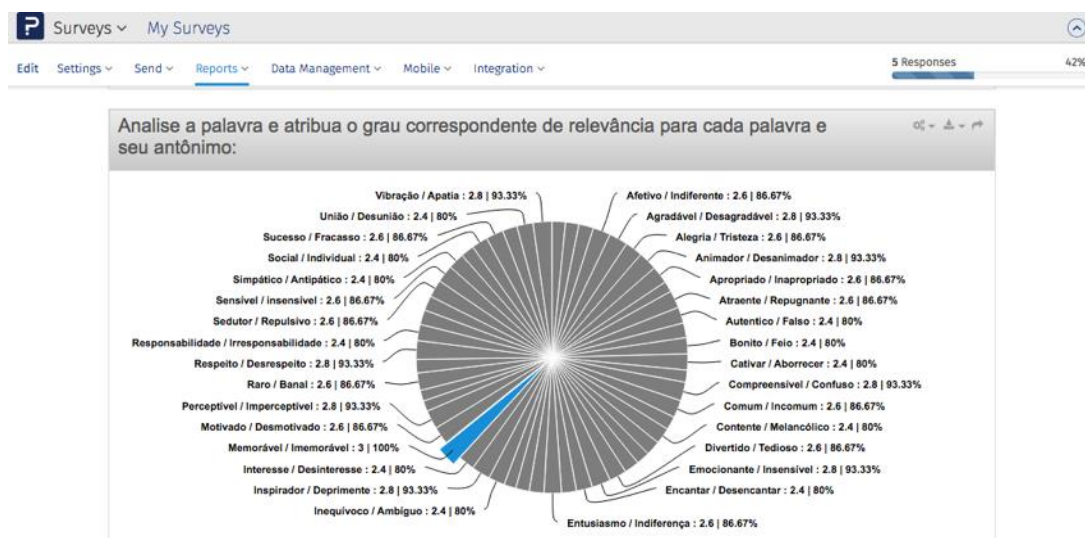 Surveys My Surveys
Edit Settings Send Reports Data Management Mobile Integration 5 Responses 42%
Analise a palavra e atribua o grau correspondente de relevância para cada palavra e
seu antônimo:
Vibração / Apatia : 2.8 | 93.33%
União / Desunião : 2.4 | 80%
Sucesso / Fracasso : 2.6 | 86.67%
Social / Individual : 2.4 | 80%
Simpático / Antipático : 2.4 | 80%
Sensível / insensível : 2.6 | 86.67%
Sedutor / Repulsivo : 2.6 | 86.67%
Responsabilidade / Irresponsabilidade : 2.4 | 80%
Respeito / Desrespeito : 2.8 | 93.33%
Raro / Banal : 2.6 | 86.67%
Perceptível / Imperceptível : 2.8 | 93.33%
Motivado / Desmotivado : 2.6 | 86.67%
Memorável / Imemorável : 3 | 100%
Interesse / Desinteresse : 2.4 | 80%
Inspirador / Deprimente : 2.8 | 93.33%
Inequívoco / Ambíguo : 2.4 | 80%
Afetivo / Indiferente : 2.6 | 86.67%
Agradável / Desagradável : 2.8 | 93.33%
Alegria / Tristeza : 2.6 | 86.67%
Animador / Desanimador : 2.8 | 93.33%
Apropriado / Inapropriado : 2.6 | 86.67%
Atraente / Repugnante : 2.6 | 86.67%
Autentico / Falso : 2.4 | 80%
Bonito / Feio : 2.4 | 80%
Cativar / Aborrecer : 2.4 | 80%
Compreensível / Confuso : 2.8 | 93.33%
Comum / Incomum : 2.6 | 86.67%
Contente / Melancólico : 2.4 | 80%
Divertido / Tedioso : 2.6 | 86.67%
Emocionante / Insensível : 2.8 | 93.33%
Encantar / Desencantar : 2.4 | 80%
Entusiasmo / Indiferença : 2.6 | 86.67%